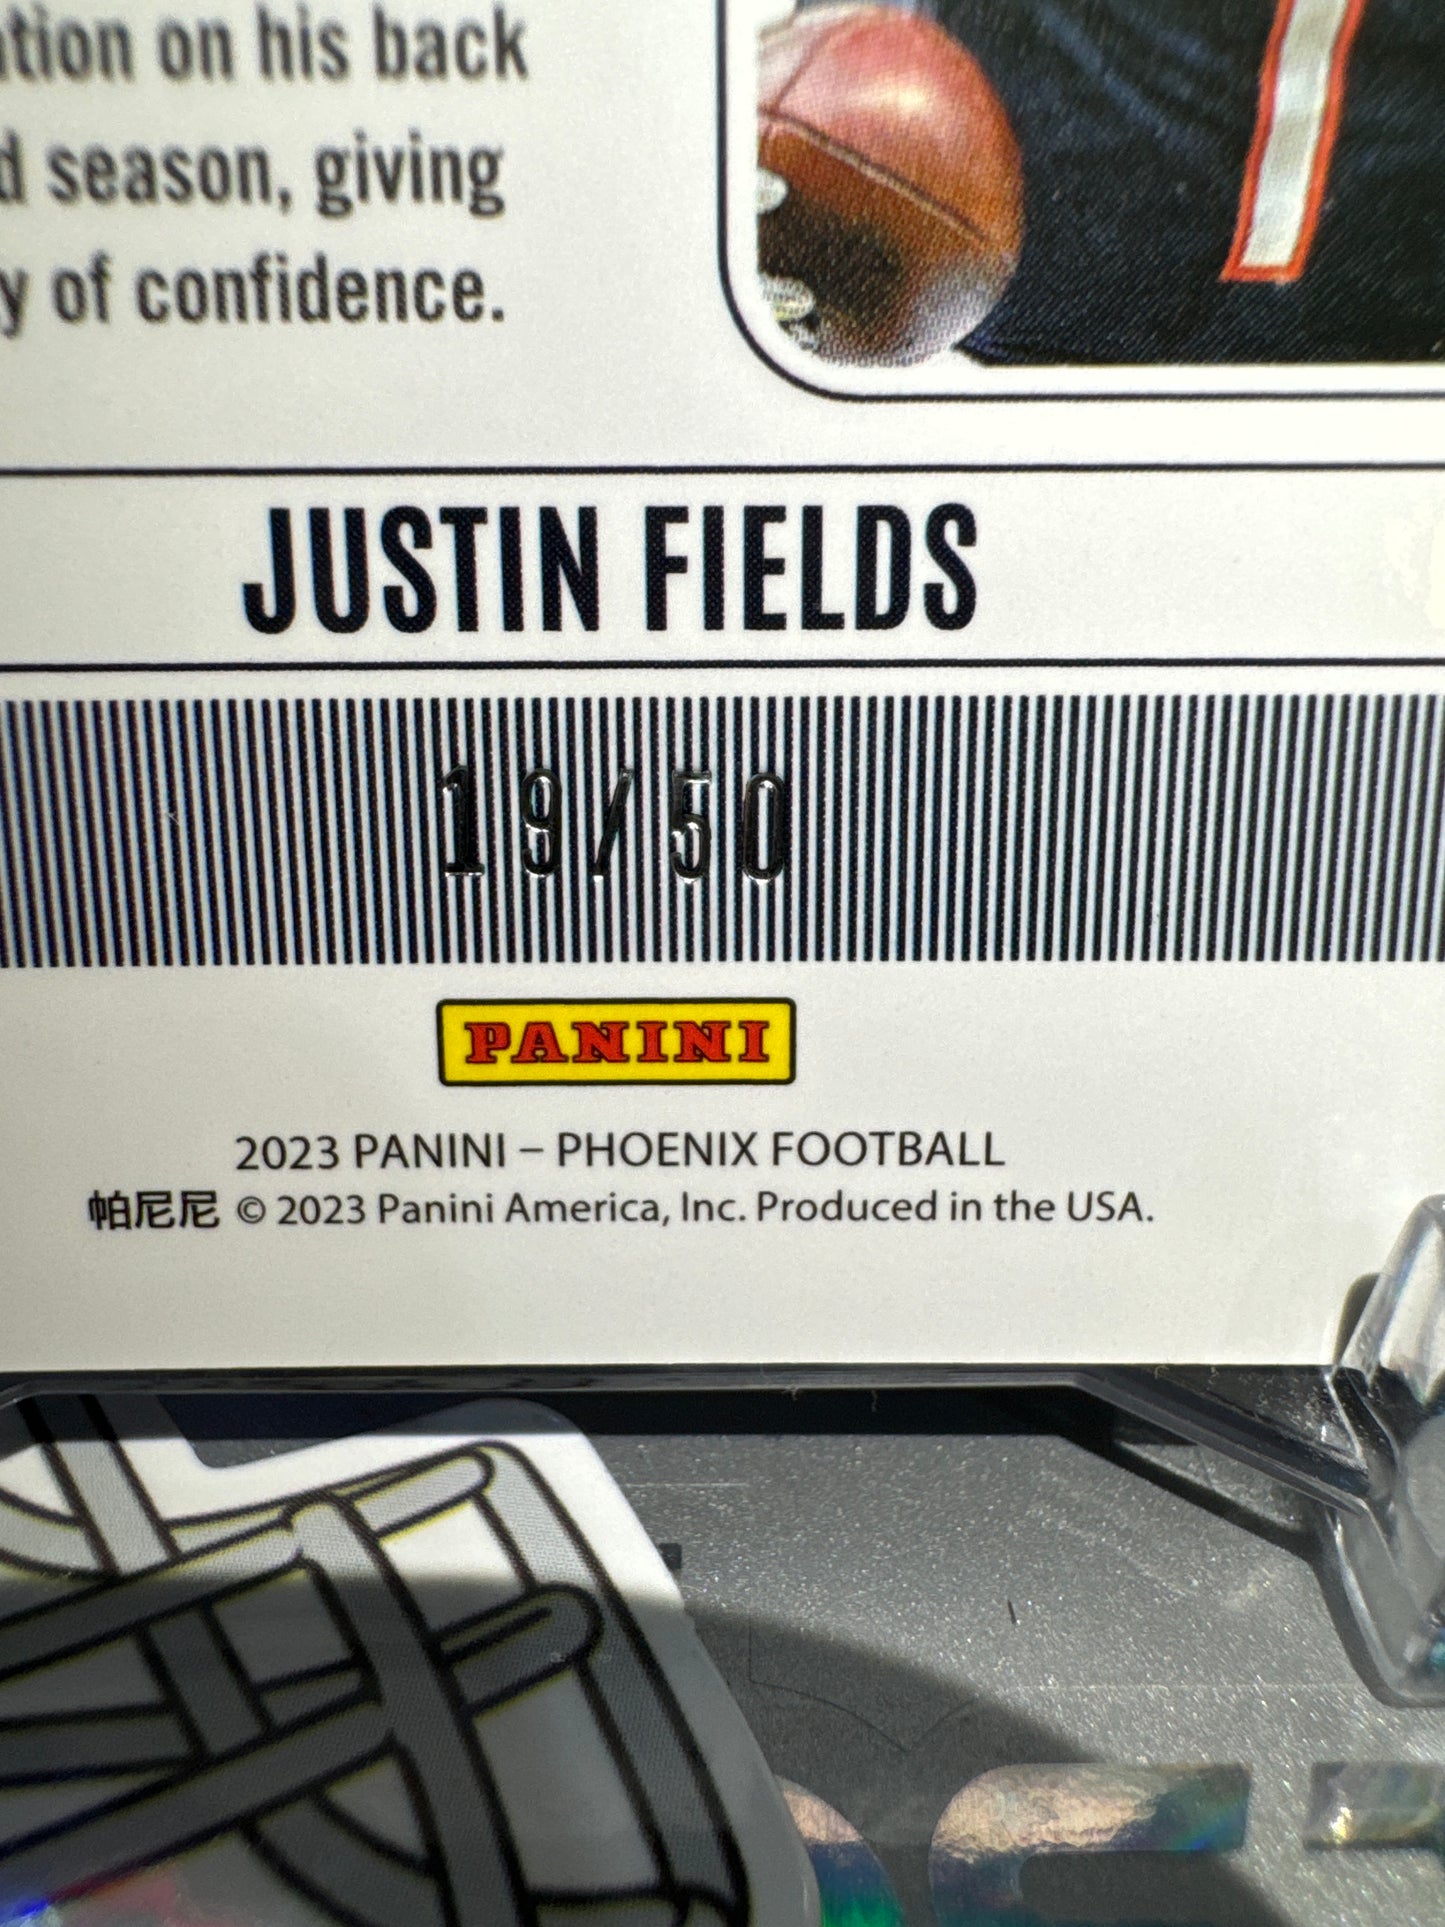 on his back
season, giving
of confidence.
JUSTIN FIELDS
19/50
PANINI
2023 PANINI – PHOENIX FOOTBALL
帕尼尼 © 2023 Panini America, Inc. Produced in the USA.